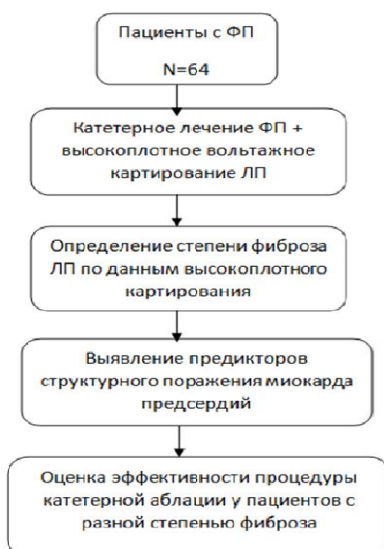 Пациенты с ФП
N=64
Катетерное лечение ФП +
высокоплотное вольтажное
картирование ЛП
Определение степени фиброза
ЛП по данным высокоплотного
картирования
Выявление предикторов
структурного поражения миокарда
предсердий
Оценка эффективности процедуры
катетерной аблации у пациентов с
разной степенью фиброза